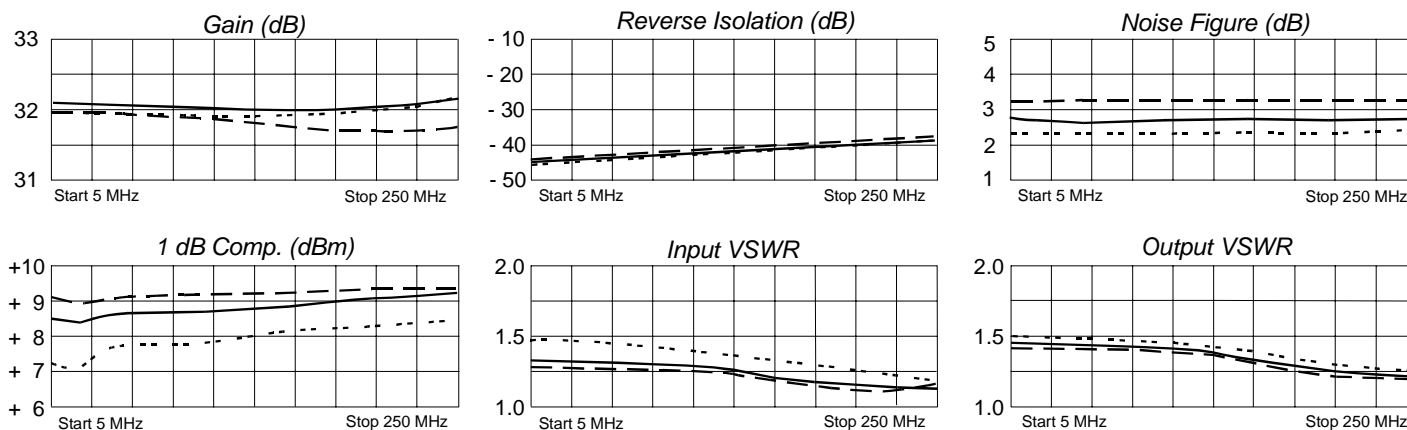 Gain (dB)
33
32
31
Start 5 MHz
Stop 250 MHz
Reverse Isolation (dB)
- 10
- 20
- 30
- 40
- 50
Start 5 MHz
Stop 250 MHz
Noise Figure (dB)
5
4
3
2
1
Start 5 MHz
Stop 250 MHz
1 dB Comp. (dBm)
+10
+ 9
+ 8
+ 7
+ 6
Start 5 MHz
Stop 250 MHz
Input VSWR
2.0
1.5
1.0
Start 5 MHz
Stop 250 MHz
Output VSWR
2.0
1.5
1.0
Start 5 MHz
Stop 250 MHz